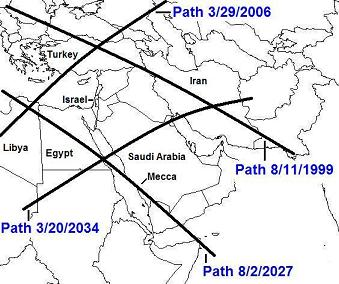 Path 3/29/2006
Turkey
Iran
Israel
Libya
Egypt
Saudi Arabia
Mecca
Path 8/11/1999
Path 3/20/2034
Path 8/2/2027